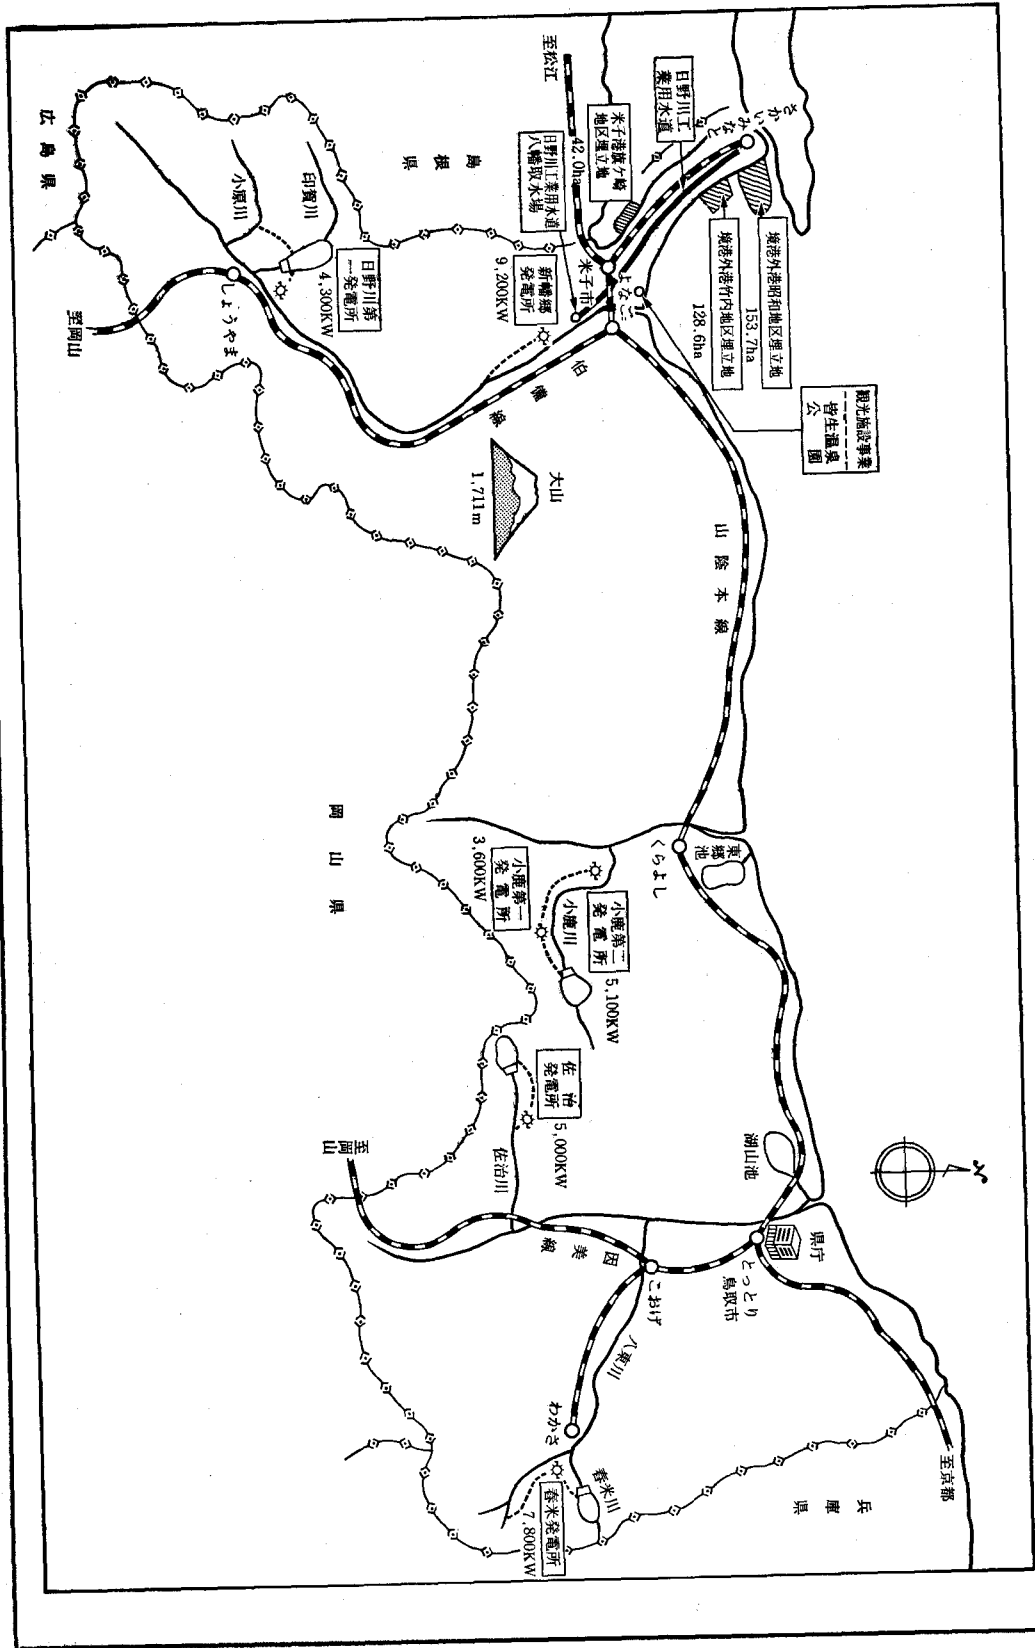 至松江
42.0ha
日野川工
業用水道
さかいみなと
米子港旗ケ崎
地区埋立地
日野川工業用水道
八幡取水場
境港外港昭和地区埋立地
153.7ha
境港外港竹内地区埋立地
128.6ha
観光施設事業
皆生温泉
公園
米子市
よなご
新幡郷
発電所
9,200KW
島根県
広島県
小原川
印賀川
日野川第
一発電所
4,300KW
しょうやま
至岡山
伯備線
大山
1,711m
山陰本線
岡山県
くらよし
東郷池
小鹿第一
発電所
3,600KW
小鹿川
小鹿第二
発電所
5,100KW
佐治
発電所
5,000KW
佐治川
至岡山
湖山池
県庁
とっとり
鳥取市
因美線
こおげ
八東川
わかさ
舂米川
舂米発電所
7,800KW
兵庫県
至京都